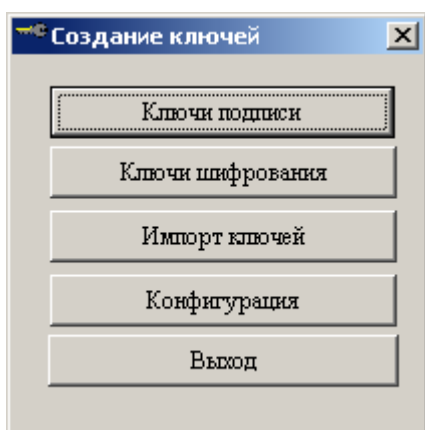 Создание ключей
Ключи подписи
Ключи шифрования
Импорт ключей
Конфигурация
Выход